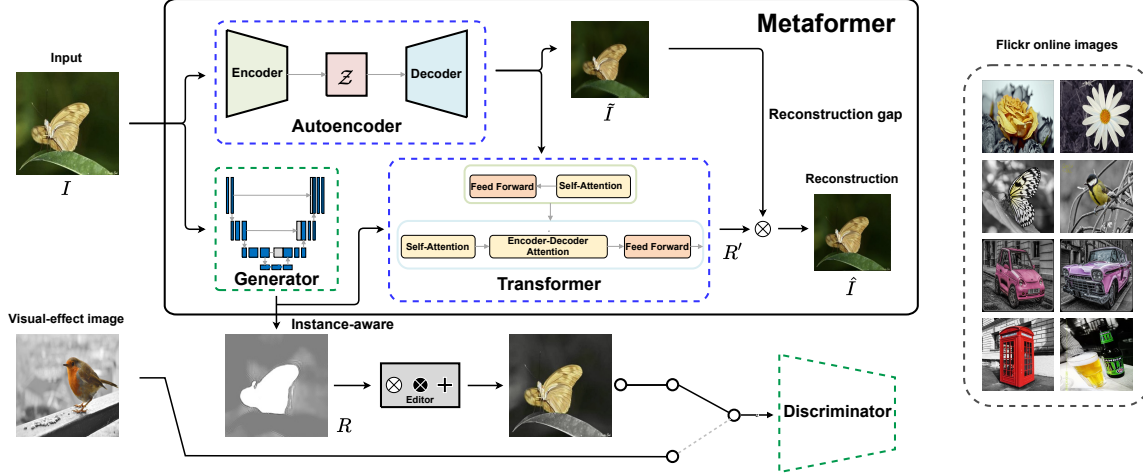 Metaformer
Input
Encoder
Z
Decoder
Autoencoder
I
Ĩ
Reconstruction gap
Feed Forward
Self-Attention
Self-Attention
Encoder-Decoder
Attention
Feed Forward
Transformer
R′
⊗
Reconstruction
Î
Generator
Instance-aware
Visual-effect image
R
⊗ ⊗ +
Editor
Discriminator
Flickr online images